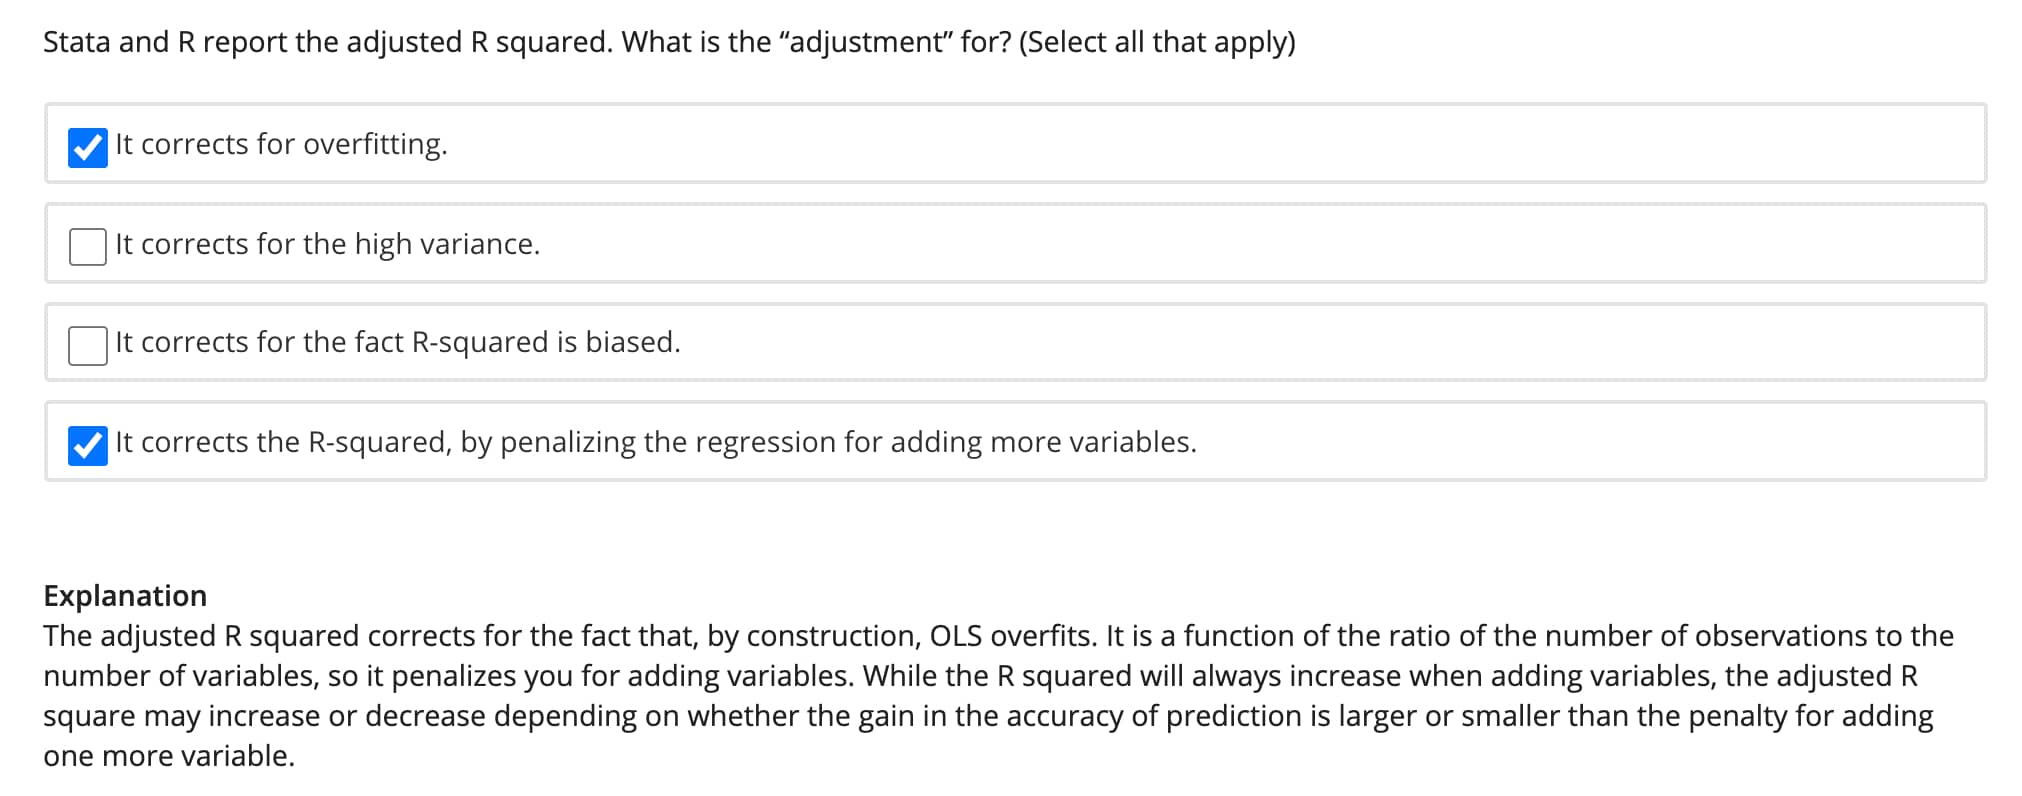 Stata and R report the adjusted R squared. What is the “adjustment” for? (Select all that apply)
It corrects for overfitting.
It corrects for the high variance.
It corrects for the fact R-squared is biased.
It corrects the R-squared, by penalizing the regression for adding more variables.
Explanation
The adjusted R squared corrects for the fact that, by construction, OLS overfits. It is a function of the ratio of the number of observations to the
number of variables, so it penalizes you for adding variables. While the R squared will always increase when adding variables, the adjusted R
square may increase or decrease depending on whether the gain in the accuracy of prediction is larger or smaller than the penalty for adding
one more variable.